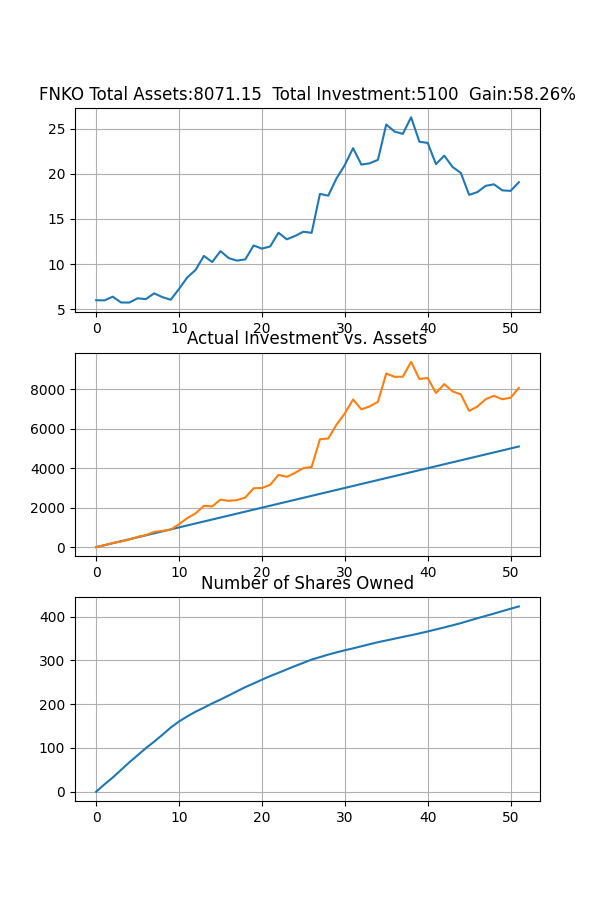 FNKO Total Assets:8071.15  Total Investment:5100  Gain:58.26%
25
20
15
10
5
0 10 20 30 40 50
Actual Investment vs. Assets
8000
6000
4000
2000
0
0 10 20 30 40 50
Number of Shares Owned
400
300
200
100
0
0 10 20 30 40 50